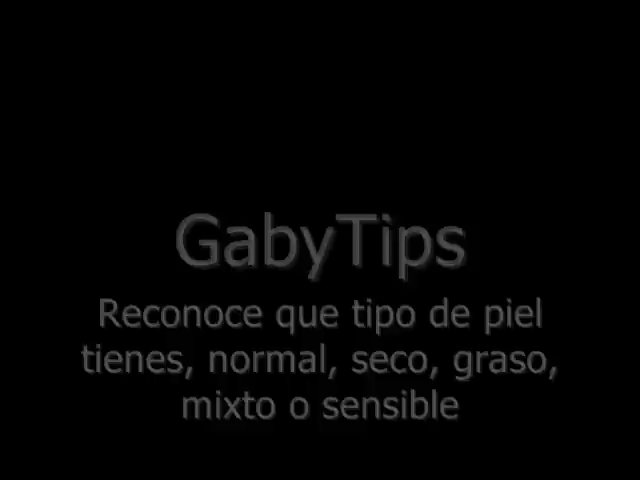 GabyTips
Reconoce que tipo de piel
tienes, normal, seco, graso,
mixto o sensible